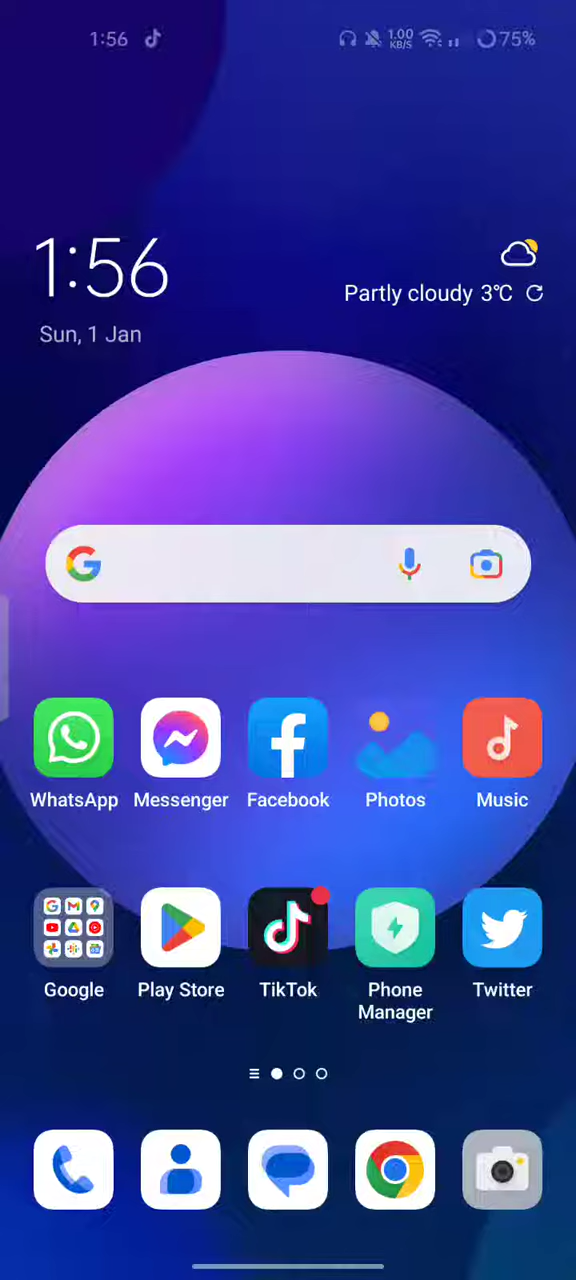 1:56 1.00 KB/S 75%
1:56
Partly cloudy 3°C
Sun, 1 Jan
WhatsApp Messenger Facebook Photos Music
Google Play Store TikTok Phone Manager Twitter